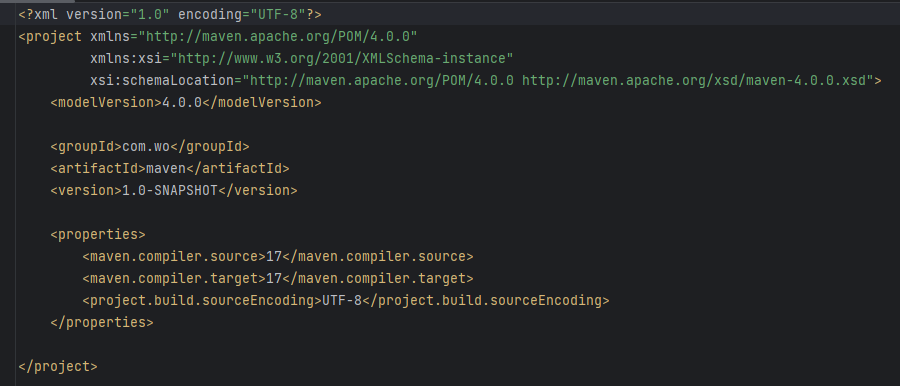 <?xml version="1.0" encoding="UTF-8"?>
<project xmlns="http://maven.apache.org/POM/4.0.0"
         xmlns:xsi="http://www.w3.org/2001/XMLSchema-instance"
         xsi:schemaLocation="http://maven.apache.org/POM/4.0.0 http://maven.apache.org/xsd/maven-4.0.0.xsd">
    <modelVersion>4.0.0</modelVersion>

    <groupId>com.wo</groupId>
    <artifactId>maven</artifactId>
    <version>1.0-SNAPSHOT</version>

    <properties>
        <maven.compiler.source>17</maven.compiler.source>
        <maven.compiler.target>17</maven.compiler.target>
        <project.build.sourceEncoding>UTF-8</project.build.sourceEncoding>
    </properties>

</project>